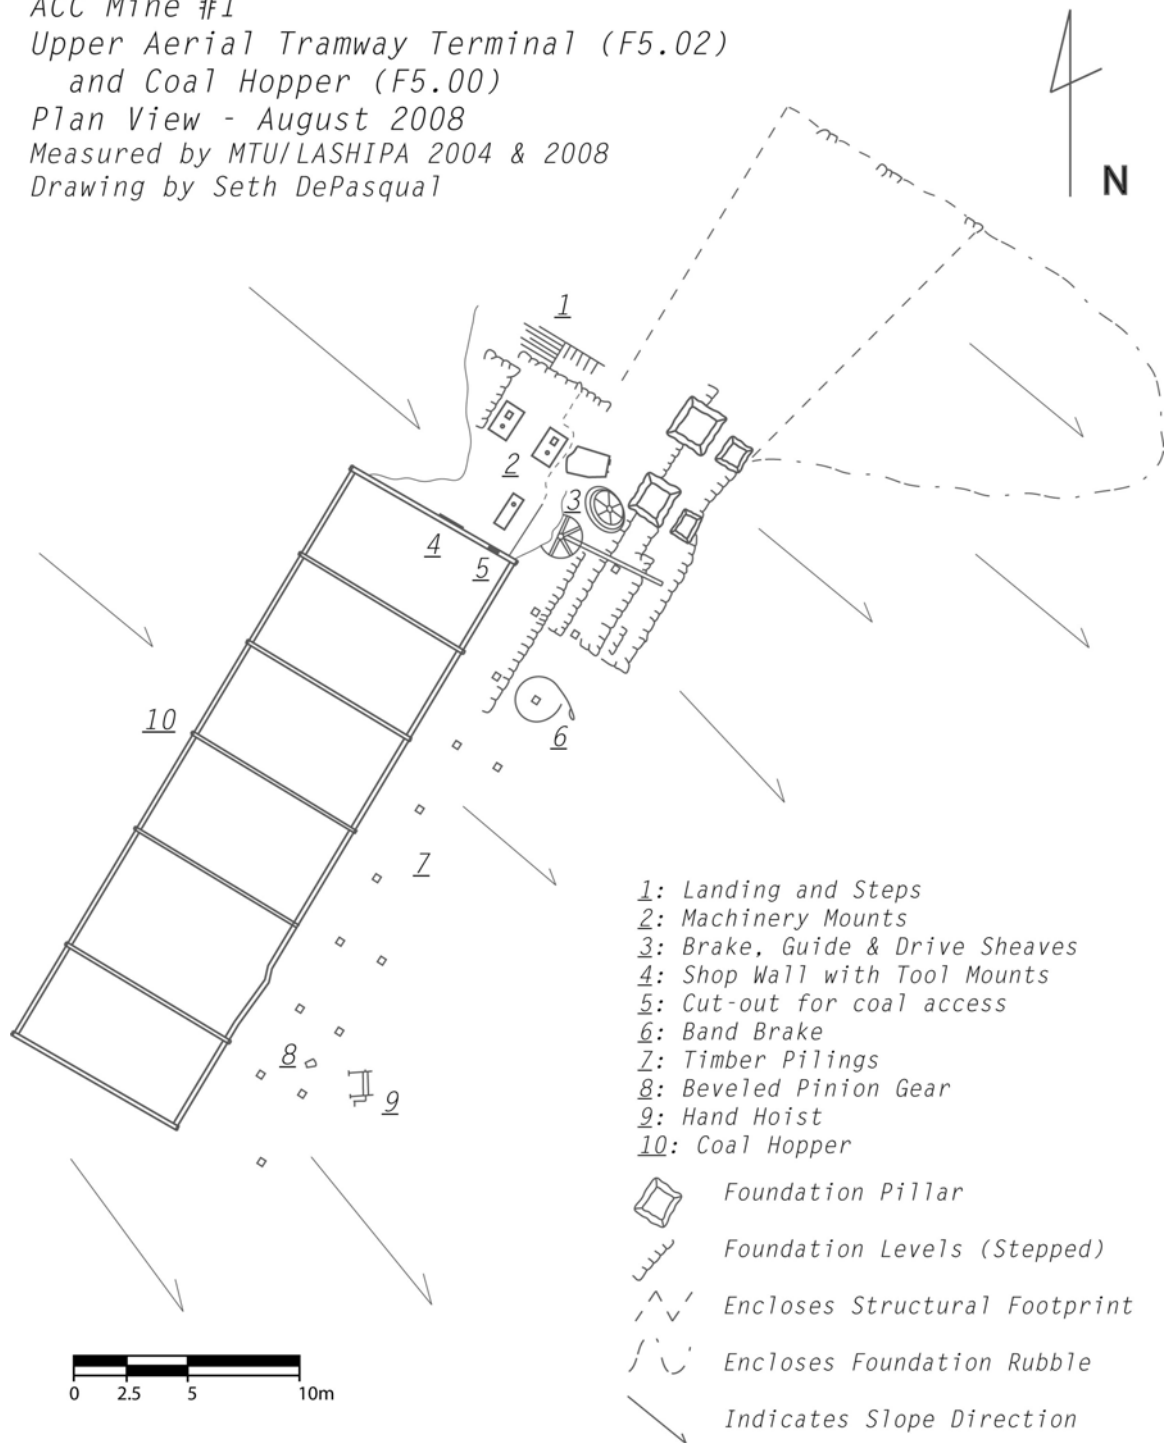 ACC Mine #1
Upper Aerial Tramway Terminal (F5.02)
and Coal Hopper (F5.00)
Plan View - August 2008
Measured by MTU/LASHIPA 2004 & 2008
Drawing by Seth DePasqual
N
1
2
3
4
5
10
6
7
8
9
1: Landing and Steps
2: Machinery Mounts
3: Brake, Guide & Drive Sheaves
4: Shop Wall with Tool Mounts
5: Cut-out for coal access
6: Band Brake
7: Timber Pilings
8: Beveled Pinion Gear
9: Hand Hoist
10: Coal Hopper
Foundation Pillar
Foundation Levels (Stepped)
Encloses Structural Footprint
Encloses Foundation Rubble
Indicates Slope Direction
0 2.5 5 10m